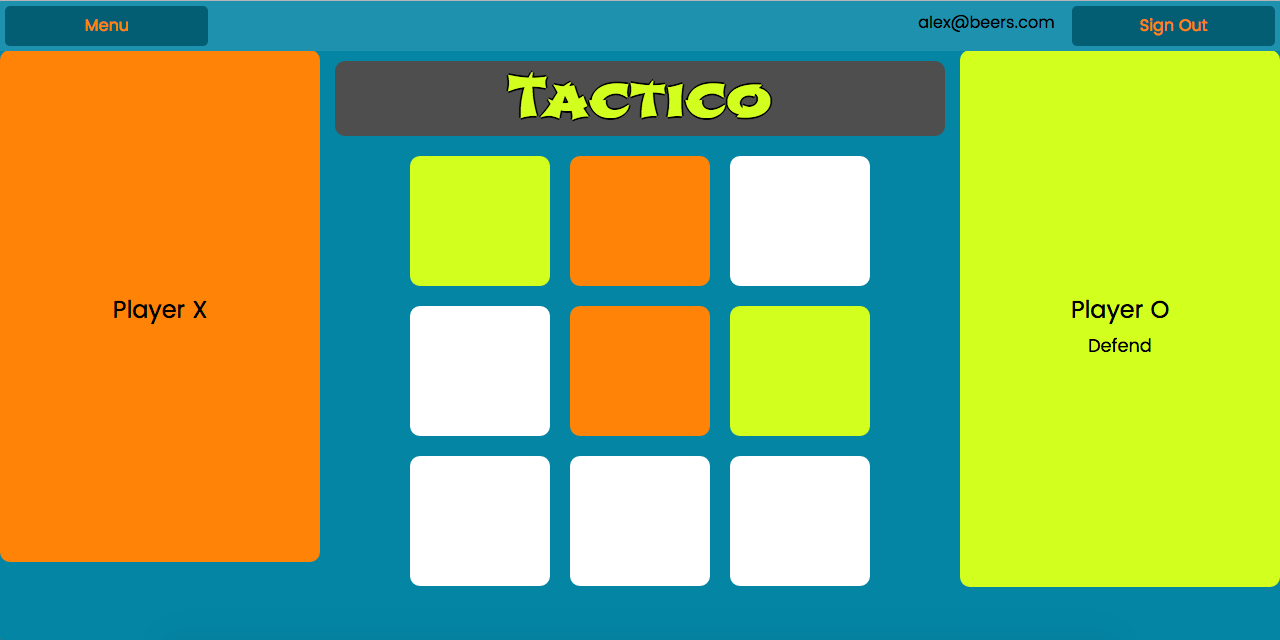 Menu
alex@beers.com
Sign Out
Tactico
Player X
Player O
Defend